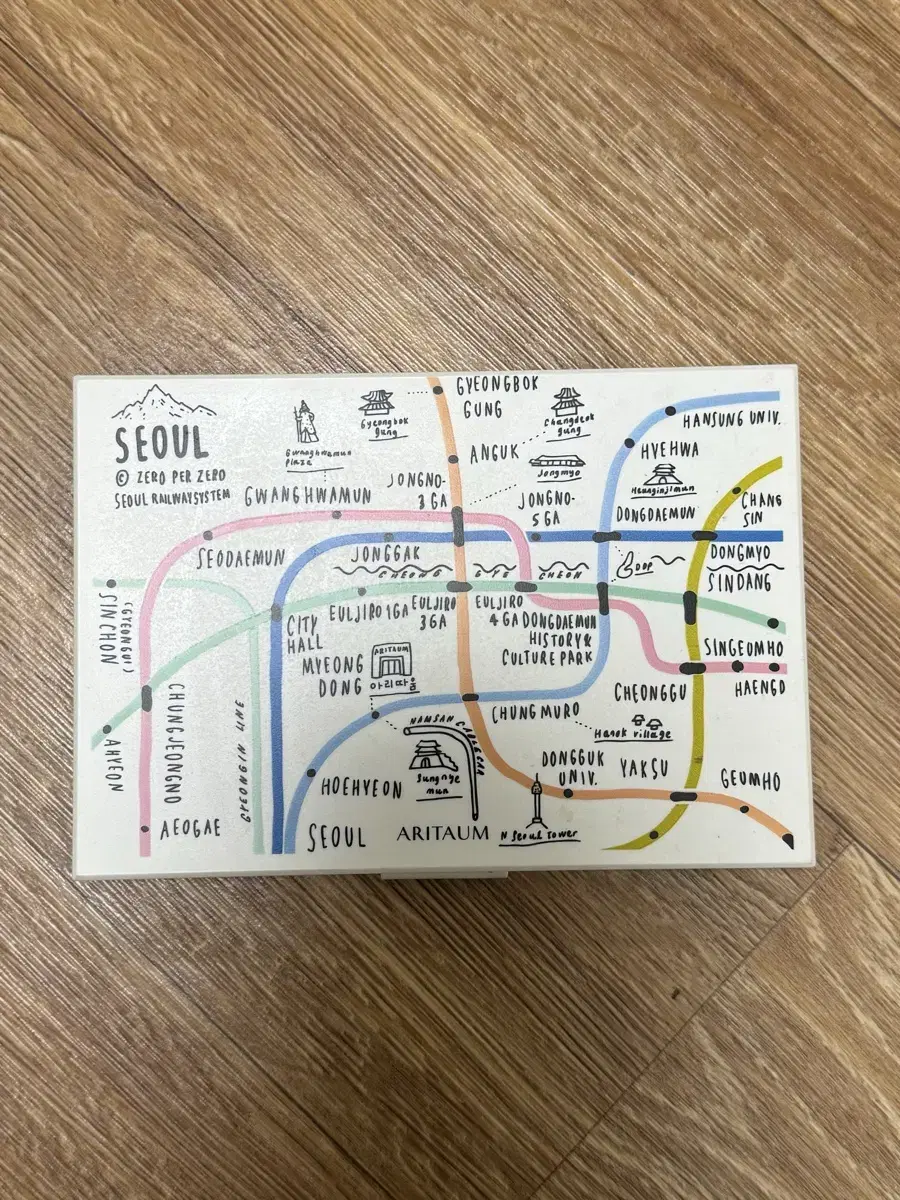 SEOUL
© ZERO PER ZERO
SEOUL RAILWAYSYSTEM
Gwanghwamun
plaza
Gyeongbok
gung
GYEONGBOK
GUNG
Changdeok
gung
HANSUNG UNIV.
ANGUK
HYEHWA
Jongmyo
Heunginjimun
GWANGHWAMUN
JONGNO-
3 GA
JONGNO-
5 GA
DONGDAEMUN
CHANG
SIN
SEODAEMUN
JONGGAK
CHEONG
GYE
CHEON
DDP
DONGMYO
SINDANG
SINCHON
(GYEONGUI)
CITY
HALL
EULJIRO 1GA
EULJIRO
3GA
EULJIRO
4 GA
DONGDAEMUN
HISTORY &
CULTURE PARK
SINGEUMHO
HAENGD
CHEONGGU
MYEONG
DONG
ARITAUM
아리따움
CHUNGMURO
Hanok village
NAMSAN
AHYEON
CHUNGJEONGNO
GYEONGIN LINE
HOEHYEON
Sungnye
mun
DONGGUK
UNIV.
YAKSU
GEUMHO
AEOGAE
SEOUL
ARITAUM
N Seoul Tower